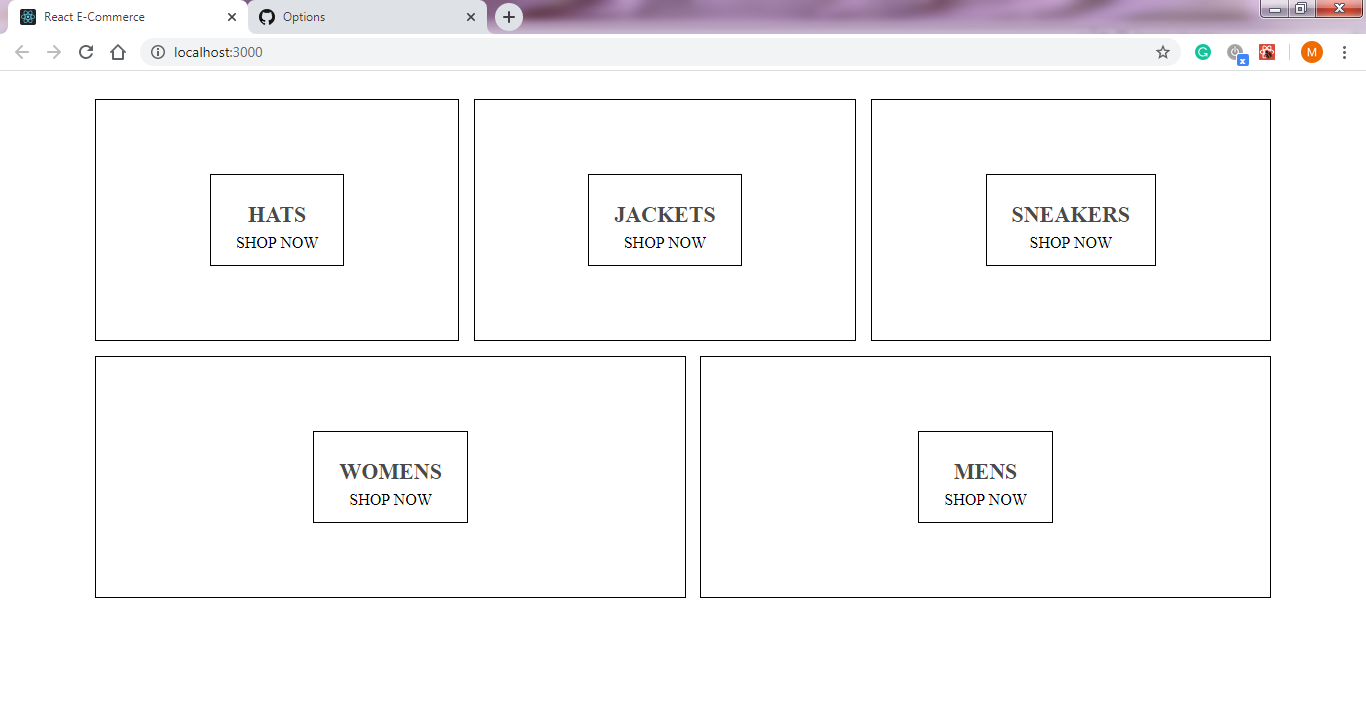 React E-Commerce
Options
localhost:3000
M
HATS
SHOP NOW
JACKETS
SHOP NOW
SNEAKERS
SHOP NOW
WOMENS
SHOP NOW
MENS
SHOP NOW